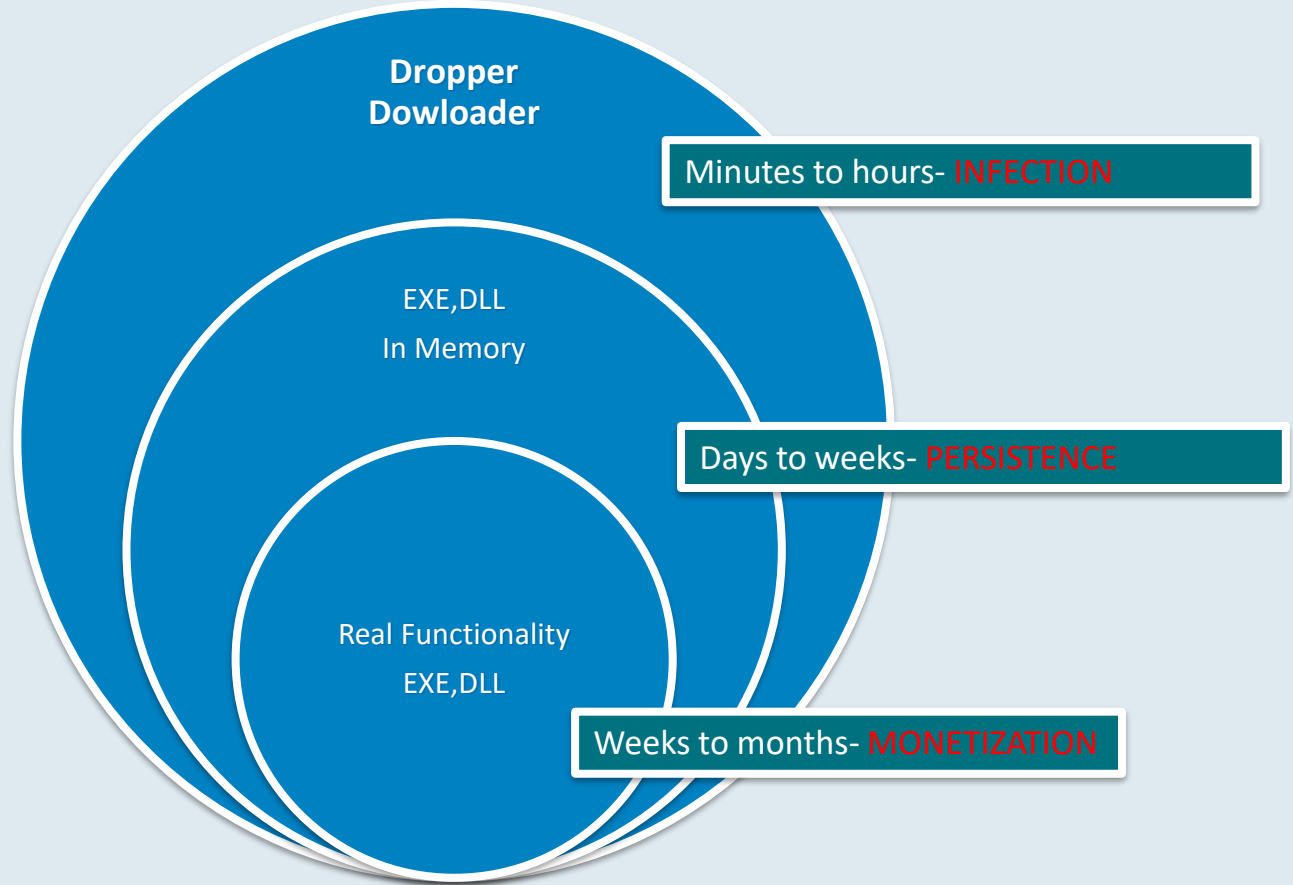 Dropper
Dowloader
Minutes to hours- INFECTION
EXE,DLL
In Memory
Days to weeks- PERSISTENCE
Real Functionality
EXE,DLL
Weeks to months- MONETIZATION